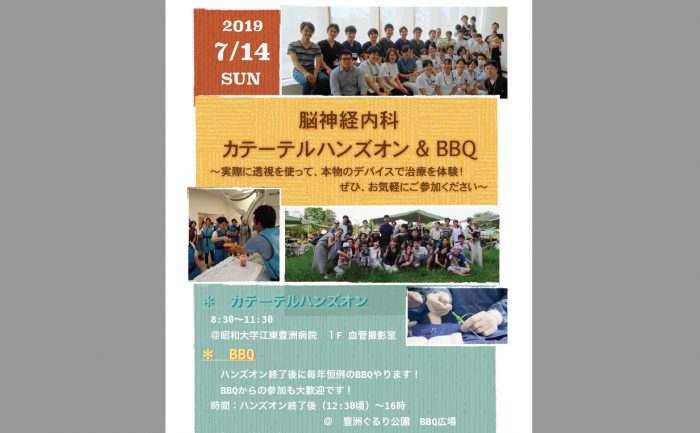 2019
7/14
SUN
脳神経内科
カテーテルハンズオン & BBQ
～実際に透視を使って、本物のデバイスで治療を体験！
ぜひ、お気軽にご参加ください～
＊　カテーテルハンズオン
8:30～11:30
＠昭和大学江東豊洲病院　１F 血管撮影室
＊　BBQ
ハンズオン終了後に毎年恒例のBBQやります！
BBQからの参加も大歓迎です！
時間：ハンズオン終了後（12:30頃）～16時
＠　豊洲ぐるり公園　BBQ広場